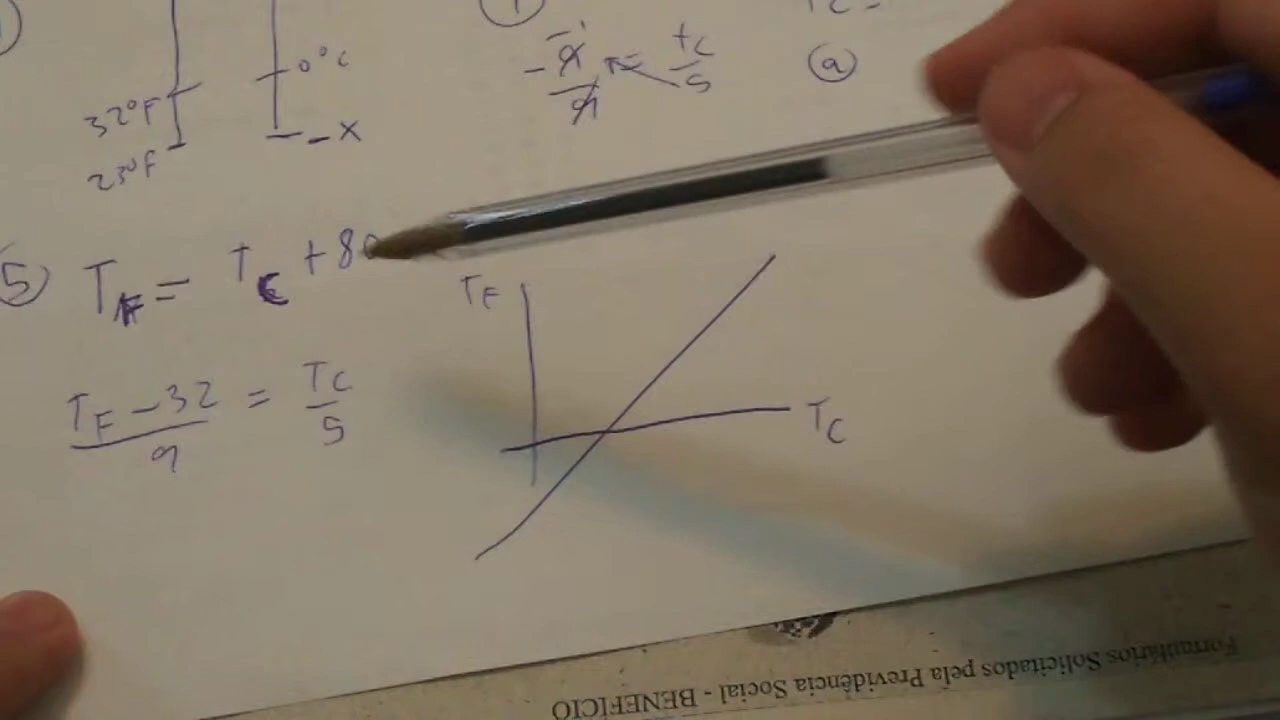 32°F
23°F
0°C
-X
-9/9 = tc/5
(a)
5) TF = TC + 80
(TF - 32)/9 = TC/5
TF
TC
Formulários Solicitados pela Previdência Social - BENEFÍCIO